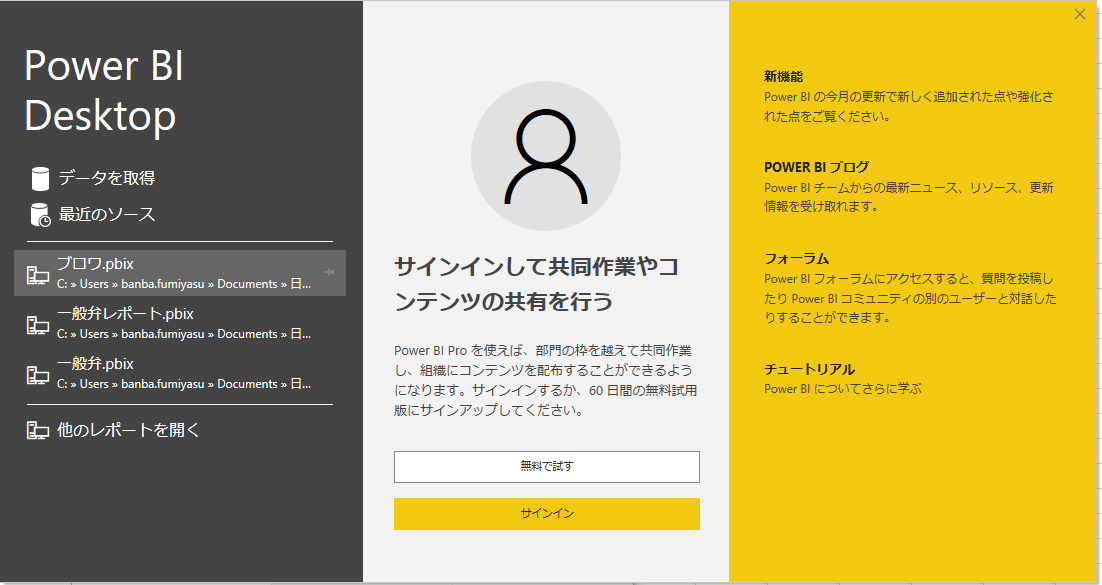 Power BI
Desktop
データを取得
最近のソース
ブロワ.pbix
C: » Users » banba.fumiyasu » Documents » 日...
一般弁レポート.pbix
C: » Users » banba.fumiyasu » Documents » 日...
一般弁.pbix
C: » Users » banba.fumiyasu » Documents » 日...
他のレポートを開く
サインインして共同作業やコ
ンテンツの共有を行う
Power BI Pro を使えば、部門の枠を越えて共同作業
し、組織にコンテンツを配布することができるよう
になります。サインインするか、60 日間の無料試用
版にサインアップしてください。
無料で試す
サインイン
新機能
Power BI の今月の更新で新しく追加された点や強化さ
れた点をご覧ください。
POWER BI ブログ
Power BI チームからの最新ニュース、リソース、更新
情報を受け取れます。
フォーラム
Power BI フォーラムにアクセスすると、質問を投稿し
たり Power BI コミュニティの別のユーザーと対話した
りすることができます。
チュートリアル
Power BI についてさらに学ぶ